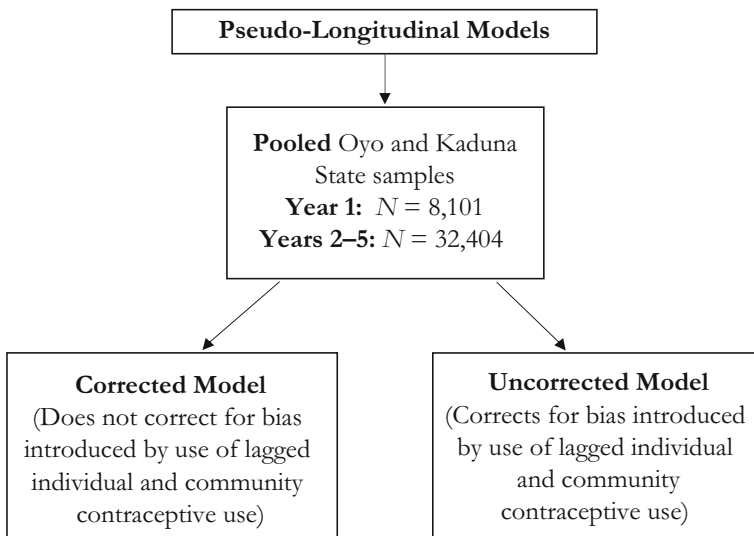 Pseudo-Longitudinal Models
Pooled Oyo and Kaduna
State samples
Year 1: N = 8,101
Years 2–5: N = 32,404
Corrected Model
(Does not correct for bias
introduced by use of lagged
individual and community
contraceptive use)
Uncorrected Model
(Corrects for bias introduced
by use of lagged individual
and community
contraceptive use)